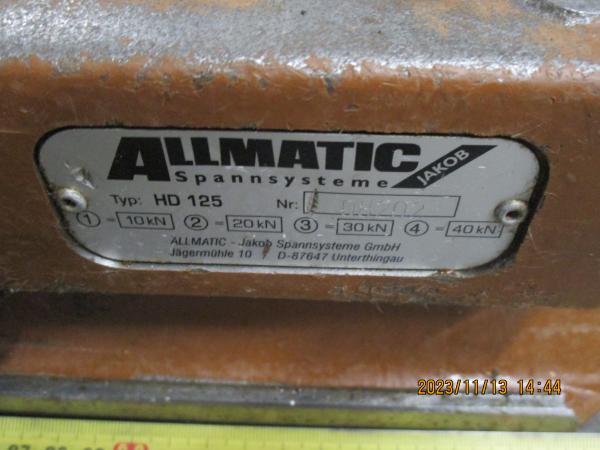 ALLMATIC JAKOB
Spannsysteme
Typ: HD 125 Nr:
1 = 10 kN 2 = 20 kN 3 = 30 kN 4 = 40 kN
ALLMATIC - Jakob Spannsysteme GmbH
Jägermühle 10 D-87647 Unterthingau
2023/11/13 14:44